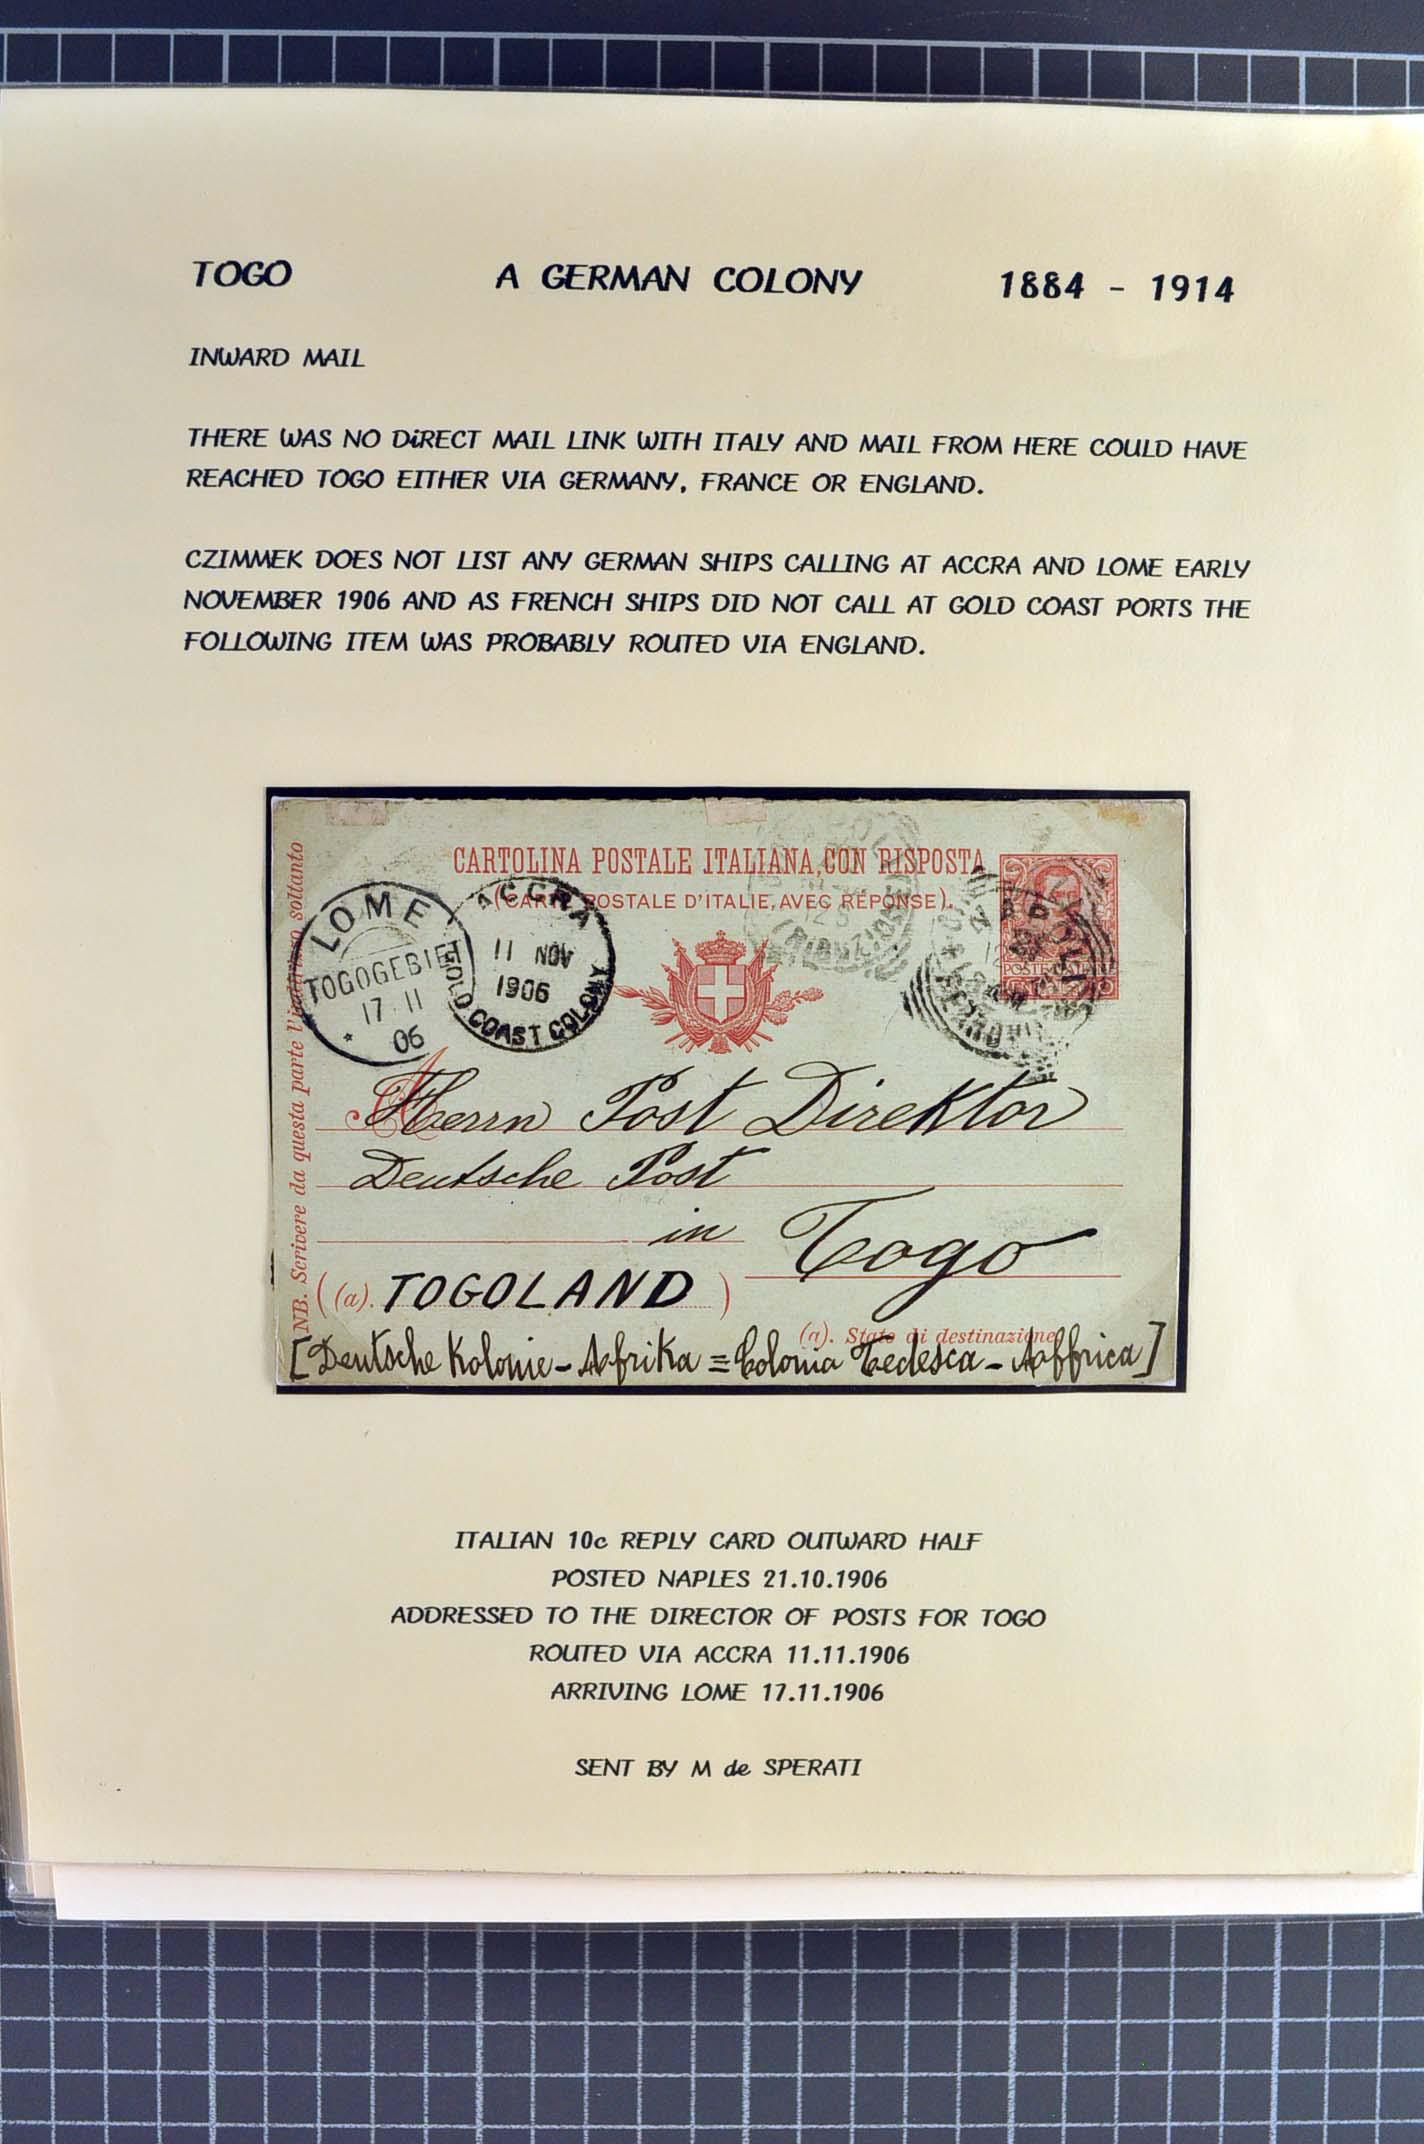 TOGO A GERMAN COLONY 1884 - 1914
INWARD MAIL
THERE WAS NO DiRECT MAIL LINK WITH ITALY AND MAIL FROM HERE COULD HAVE
REACHED TOGO EITHER VIA GERMANY, FRANCE OR ENGLAND.
CZIMMEK DOES NOT LIST ANY GERMAN SHIPS CALLING AT ACCRA AND LOME EARLY
NOVEMBER 1906 AND AS FRENCH SHIPS DID NOT CALL AT GOLD COAST PORTS THE
FOLLOWING ITEM WAS PROBABLY ROUTED VIA ENGLAND.
NB. Scrivere da questa parte l'indirizzo soltanto
CARTOLINA POSTALE ITALIANA, CON RISPOSTA
(CARTE POSTALE D'ITALIE, AVEC RÉPONSE).
LOME
TOGOGEBIET
17 11
06
ACCRA
11 NOV
1906
GOLD COAST COLONY
A
Herrn Post Direktor
Deutsche Post
in Togo
(a). TOGOLAND )
(a). Stato di destinazione
[Deutsche Kolonie - Afrika = Colonia Tedesca - Affrica]
ITALIAN 10c REPLY CARD OUTWARD HALF
POSTED NAPLES 21.10.1906
ADDRESSED TO THE DIRECTOR OF POSTS FOR TOGO
ROUTED VIA ACCRA 11.11.1906
ARRIVING LOME 17.11.1906
SENT BY M de SPERATI